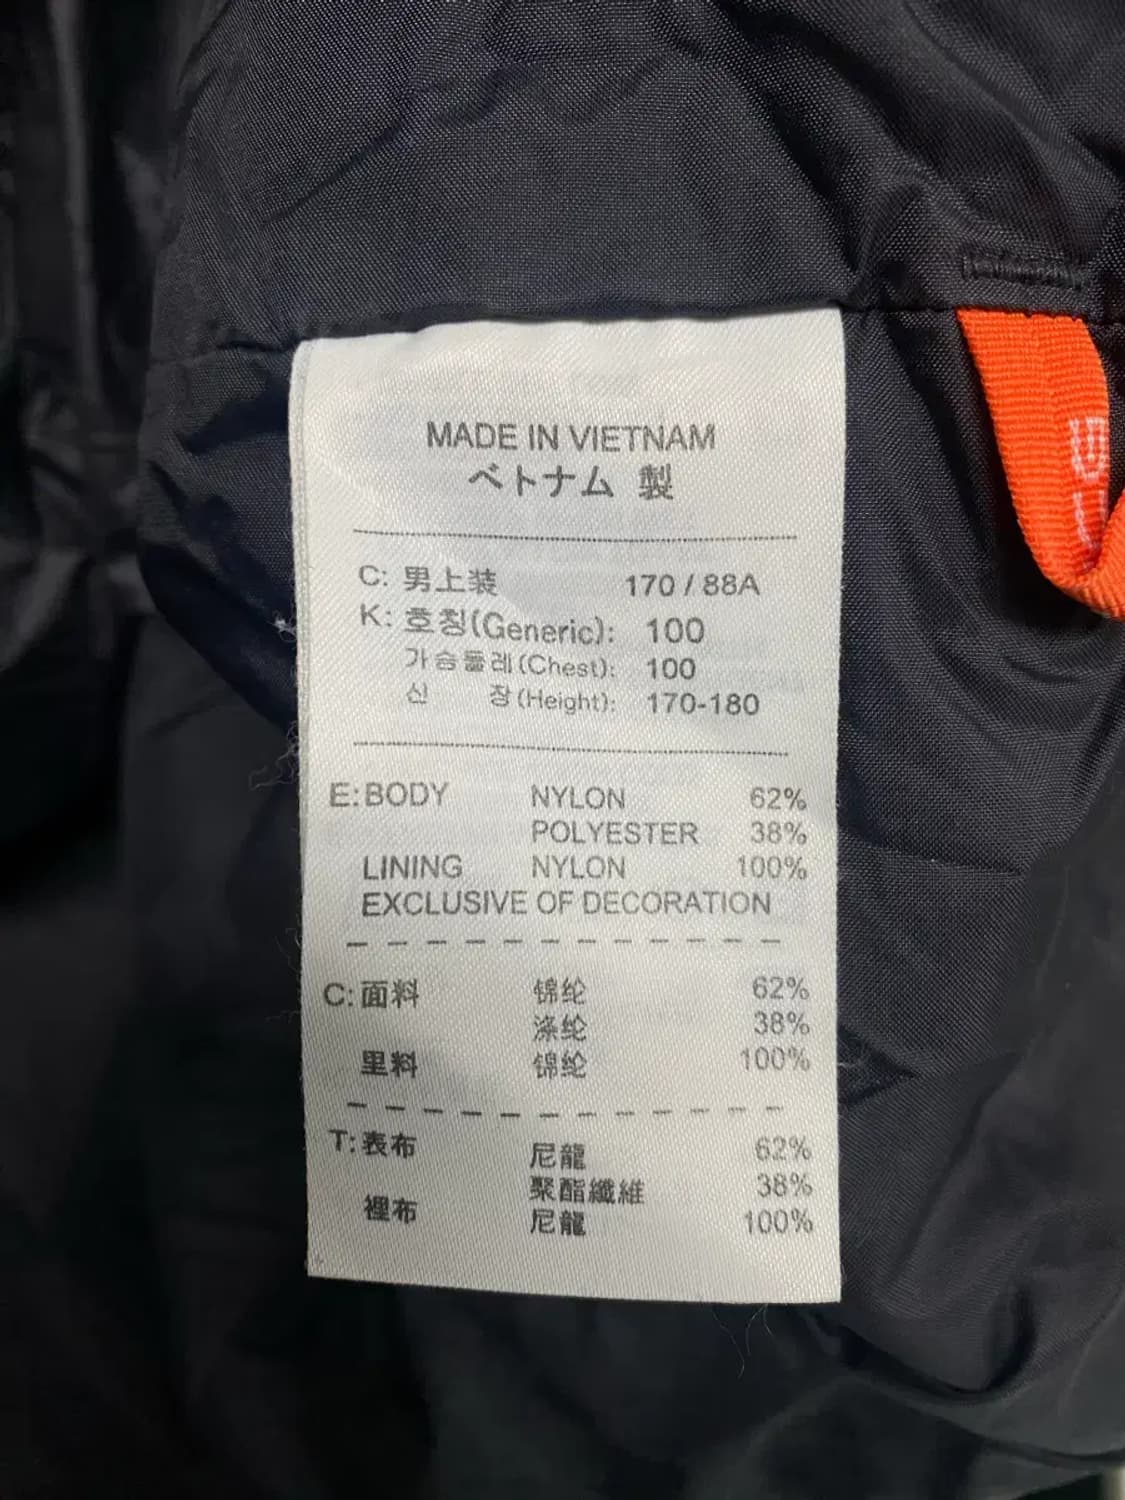 MADE IN VIETNAM
ベトナム 製
C: 男上装 170 / 88A
K: 호칭(Generic): 100
가슴둘레(Chest): 100
신 장(Height): 170-180
E: BODY NYLON 62%
POLYESTER 38%
LINING NYLON 100%
EXCLUSIVE OF DECORATION
C: 面料 锦纶 62%
涤纶 38%
里料 锦纶 100%
T: 表布 尼龍 62%
聚酯纖維 38%
裡布 尼龍 100%